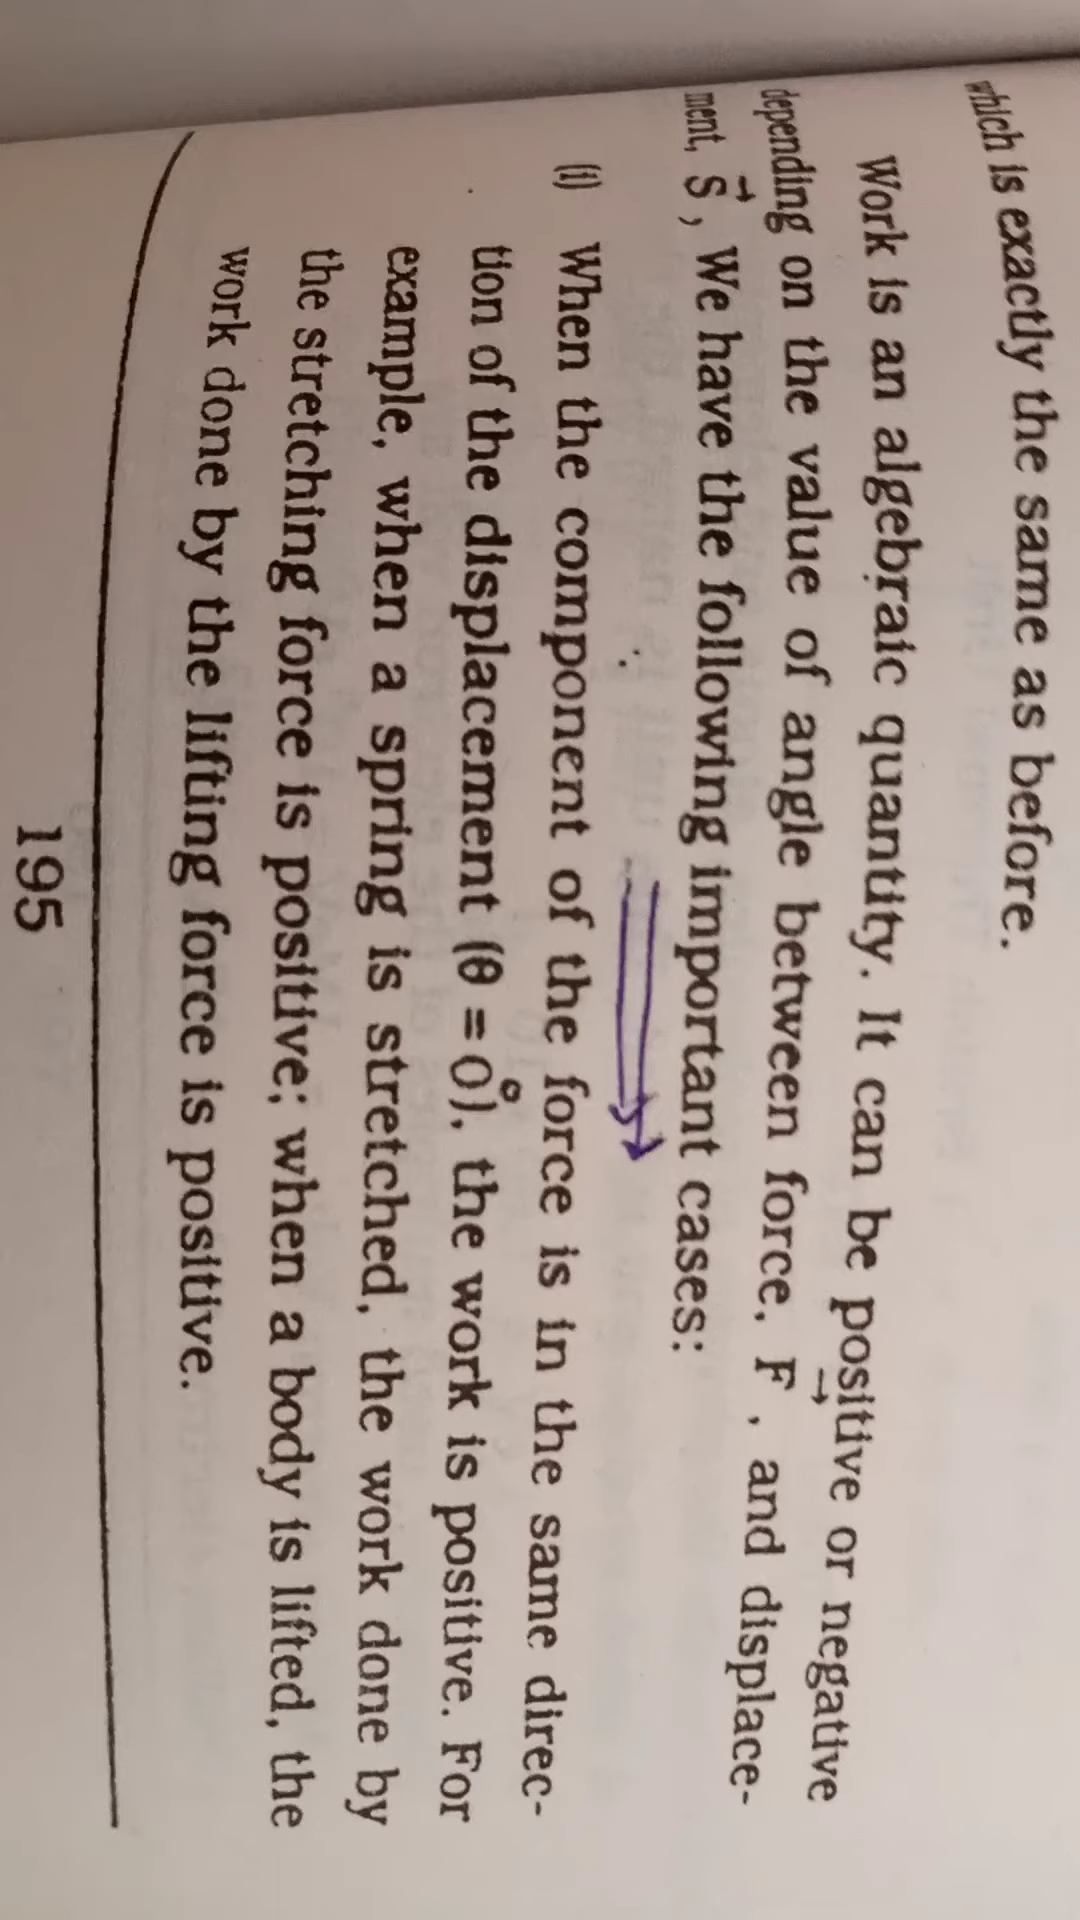 which is exactly the same as before.
Work is an algebraic quantity. It can be positive or negative
depending on the value of angle between force, F⃗ , and displace-
ment, S⃗ , We have the following important cases:
(i) When the component of the force is in the same direc-
tion of the displacement (θ = 0°), the work is positive. For
example, when a spring is stretched, the work done by
the stretching force is positive; when a body is lifted, the
work done by the lifting force is positive.
195